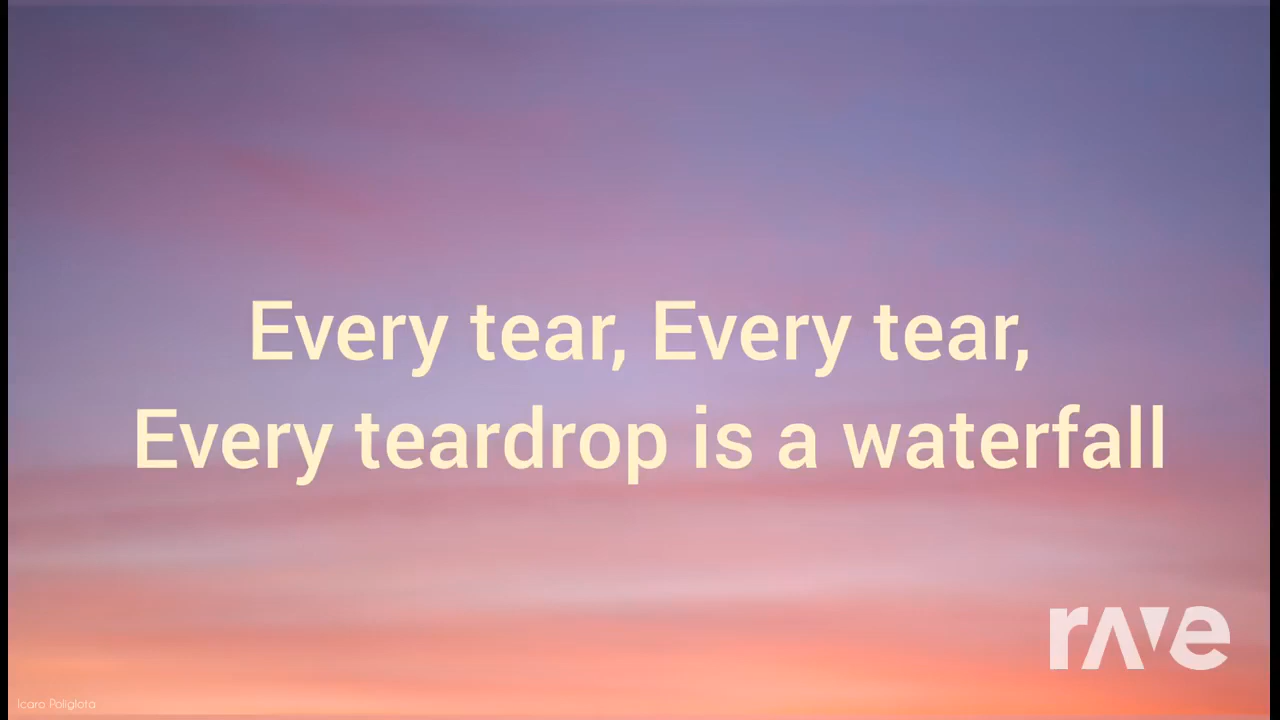 Every tear, Every tear,
Every teardrop is a waterfall
rave
Icaro Poliglota